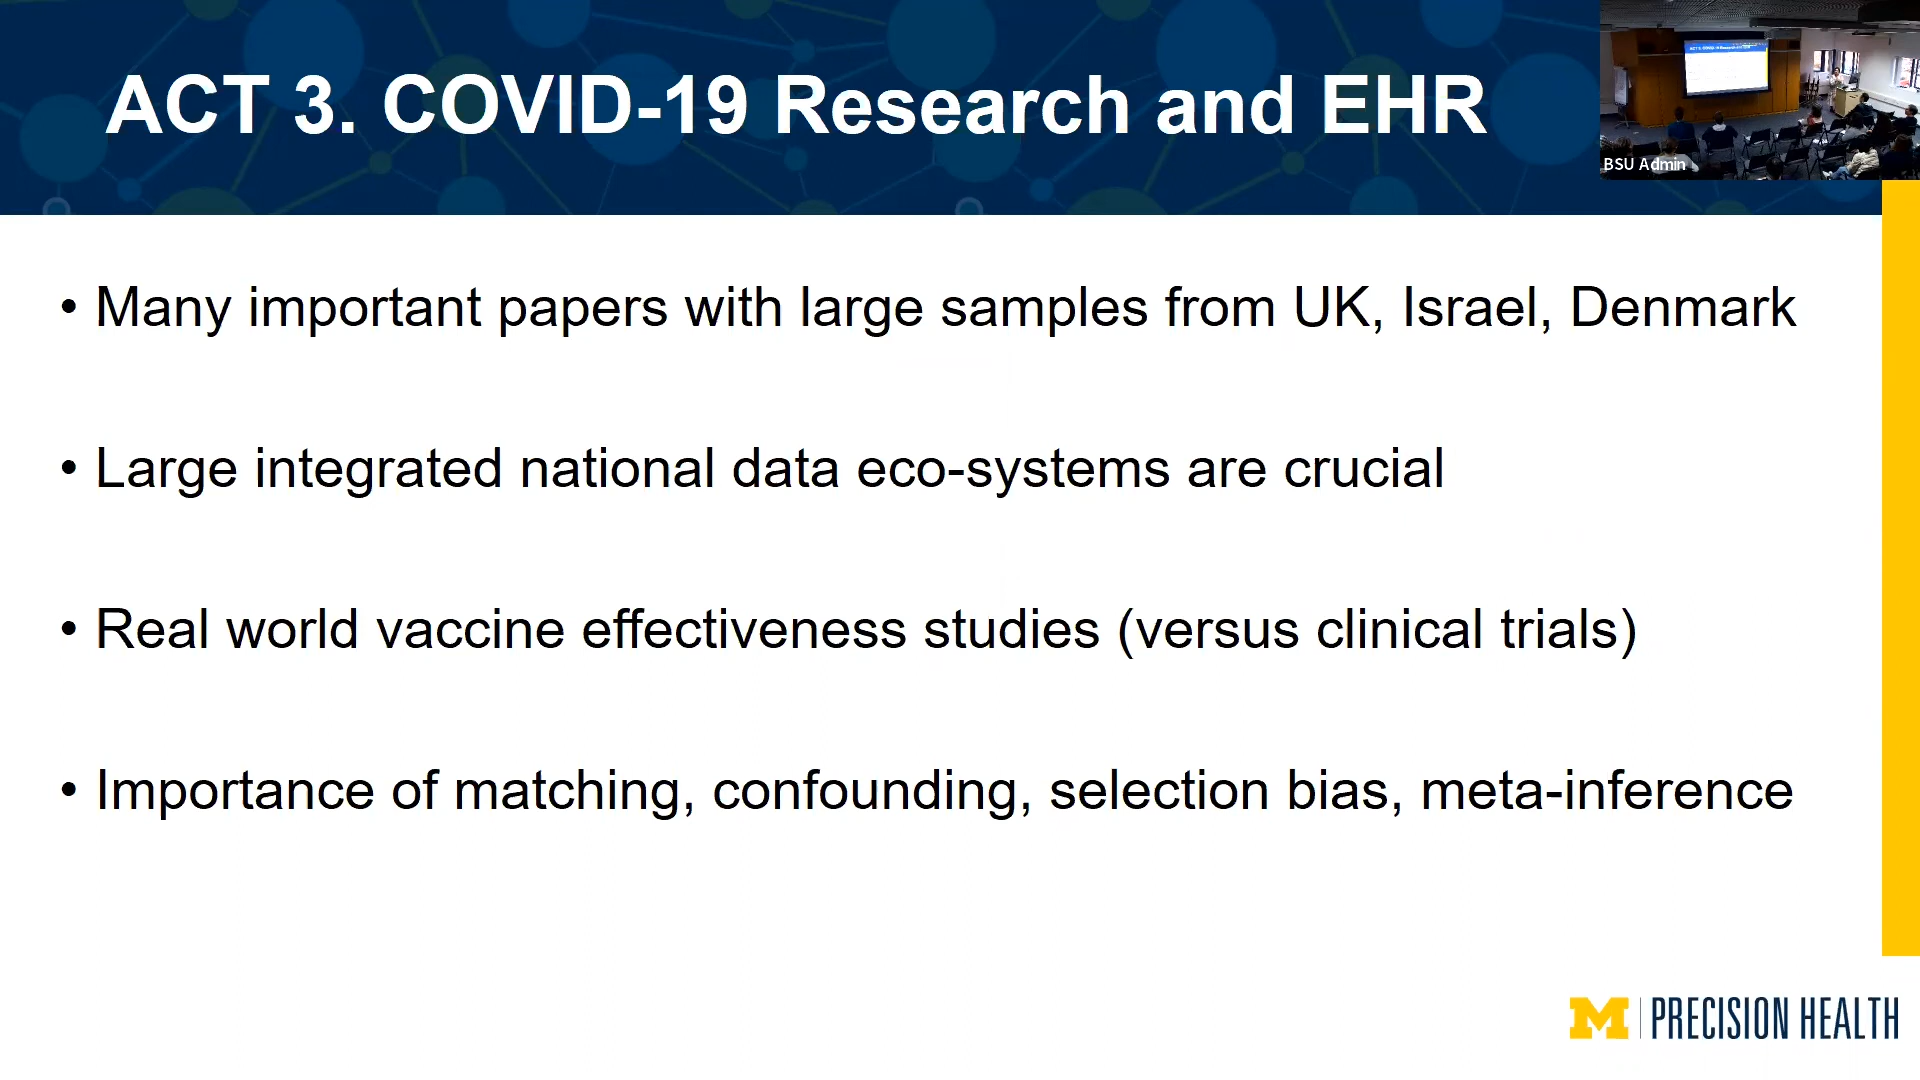 ACT 3. COVID-19 Research and EHR
BSU Admin
• Many important papers with large samples from UK, Israel, Denmark
• Large integrated national data eco-systems are crucial
• Real world vaccine effectiveness studies (versus clinical trials)
• Importance of matching, confounding, selection bias, meta-inference
M | PRECISION HEALTH